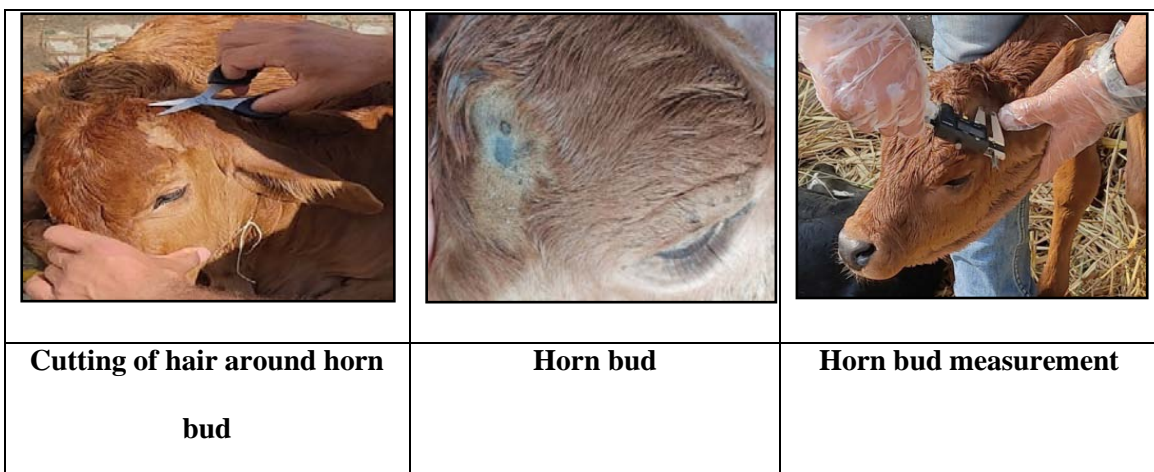 Cutting of hair around horn
bud
Horn bud
Horn bud measurement